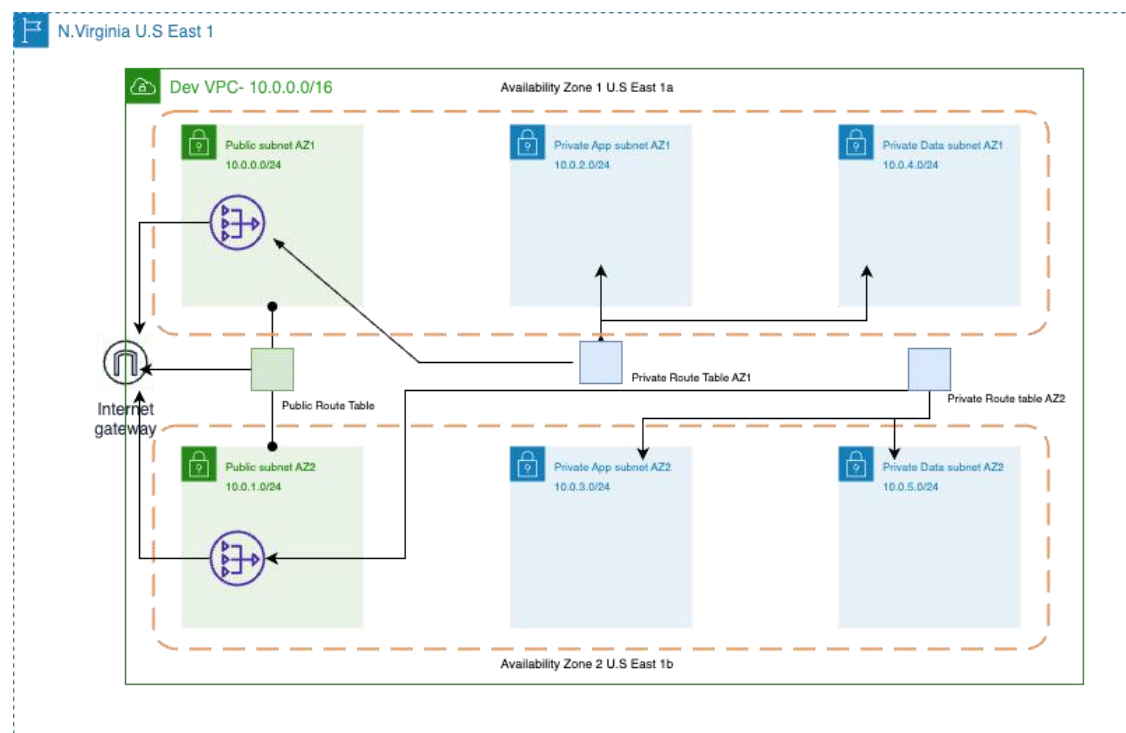 N.Virginia U.S East 1
Dev VPC- 10.0.0.0/16
Availability Zone 1 U.S East 1a
Public subnet AZ1
10.0.0.0/24
Private App subnet AZ1
10.0.2.0/24
Private Data subnet AZ1
10.0.4.0/24
Internet
gateway
Public Route Table
Private Route Table AZ1
Private Route table AZ2
Public subnet AZ2
10.0.1.0/24
Private App subnet AZ2
10.0.3.0/24
Private Data subnet AZ2
10.0.5.0/24
Availability Zone 2 U.S East 1b